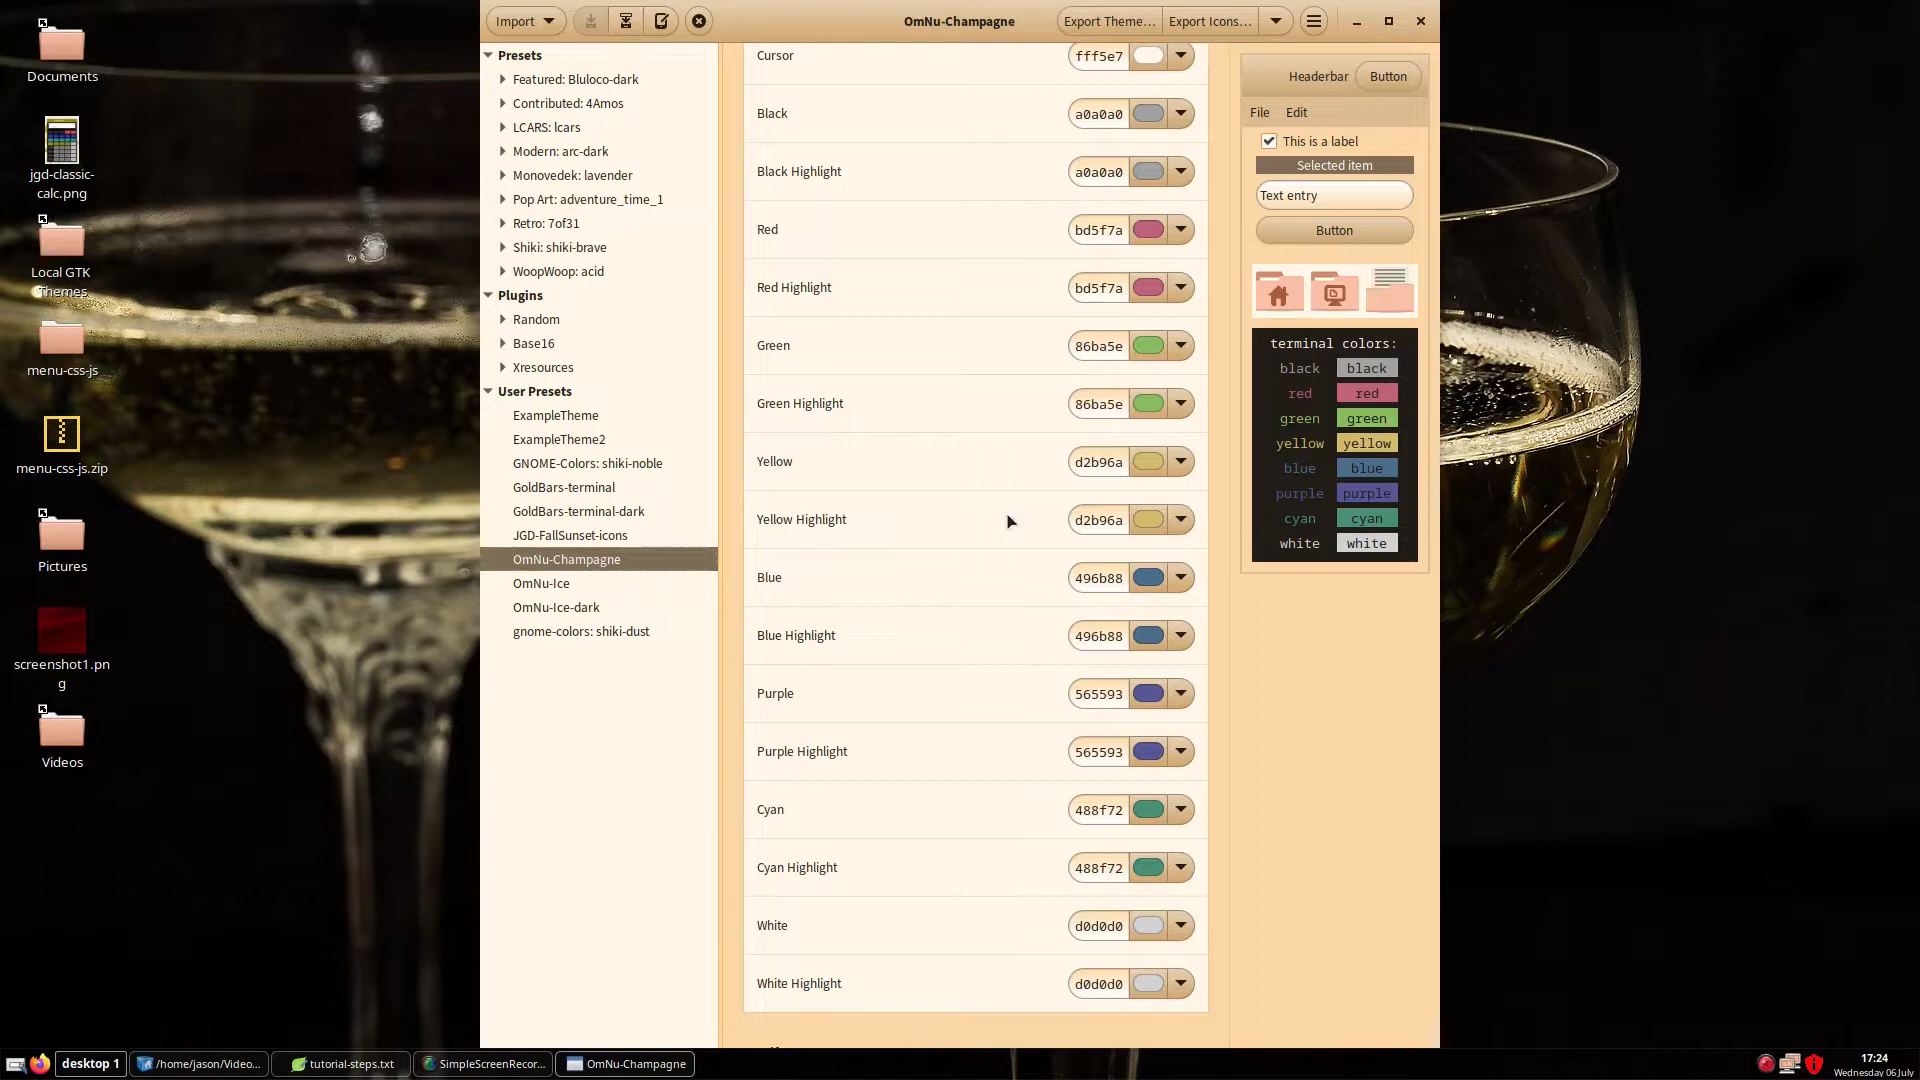 Documents
jgd-classic-
calc.png
Local GTK
Themes
menu-css-js
menu-css-js.zip
Pictures
screenshot1.pn
g
Videos
Import
OmNu-Champagne
Export Theme...
Export Icons...
Presets
Featured: Bluloco-dark
Contributed: 4Amos
LCARS: lcars
Modern: arc-dark
Monovedek: lavender
Pop Art: adventure_time_1
Retro: 7of31
Shiki: shiki-brave
WoopWoop: acid
Plugins
Random
Base16
Xresources
User Presets
ExampleTheme
ExampleTheme2
GNOME-Colors: shiki-noble
GoldBars-terminal
GoldBars-terminal-dark
JGD-FallSunset-icons
OmNu-Champagne
OmNu-Ice
OmNu-Ice-dark
gnome-colors: shiki-dust
Cursor fff5e7
Black a0a0a0
Black Highlight a0a0a0
Red bd5f7a
Red Highlight bd5f7a
Green 86ba5e
Green Highlight 86ba5e
Yellow d2b96a
Yellow Highlight d2b96a
Blue 496b88
Blue Highlight 496b88
Purple 565593
Purple Highlight 565593
Cyan 488f72
Cyan Highlight 488f72
White d0d0d0
White Highlight d0d0d0
Headerbar Button
File Edit
This is a label
Selected item
Text entry
Button
terminal colors:
black black
red red
green green
yellow yellow
blue blue
purple purple
cyan cyan
white white
desktop 1
/home/jason/Video...
tutorial-steps.txt
SimpleScreenRecor...
OmNu-Champagne
17:24
Wednesday 06 July